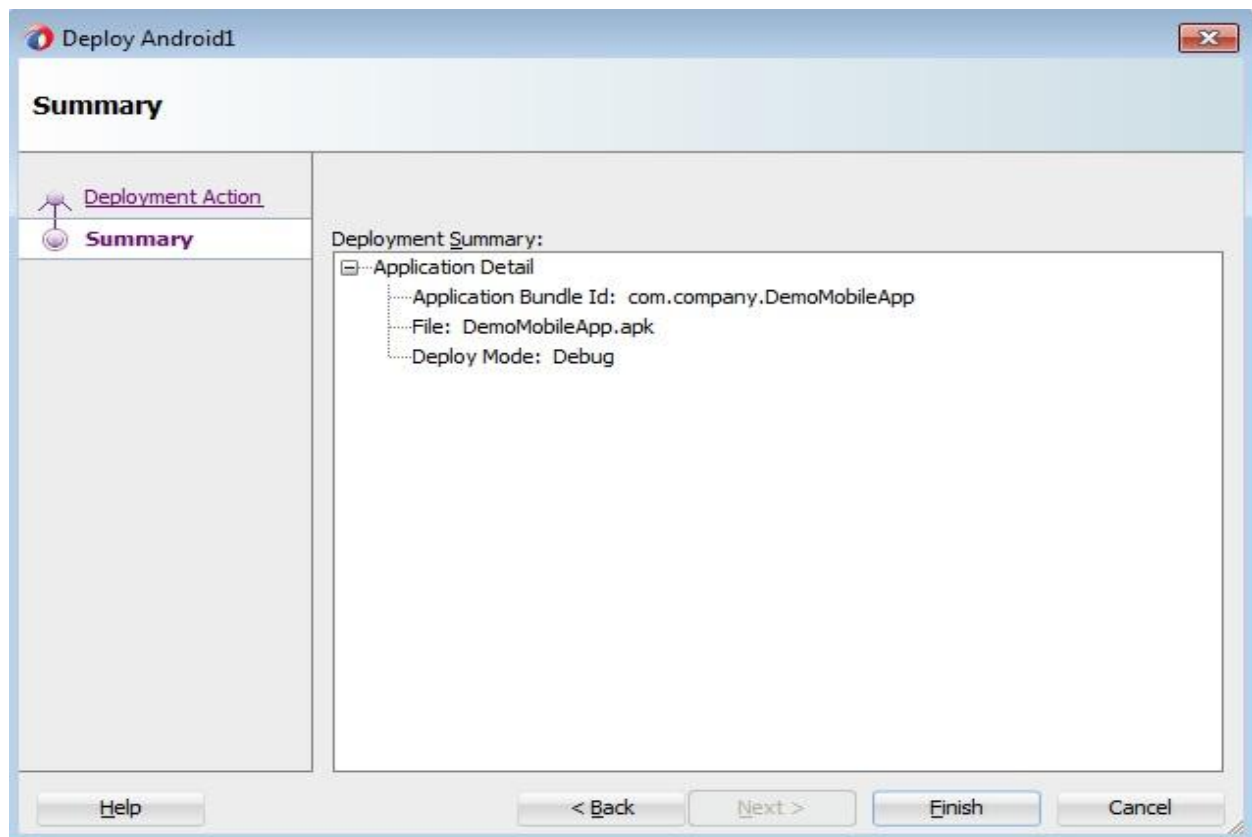 Deploy Android1
Summary
Deployment Action
Summary
Deployment Summary:
Application Detail
Application Bundle Id: com.company.DemoMobileApp
File: DemoMobileApp.apk
Deploy Mode: Debug
Help
< Back
Next >
Finish
Cancel